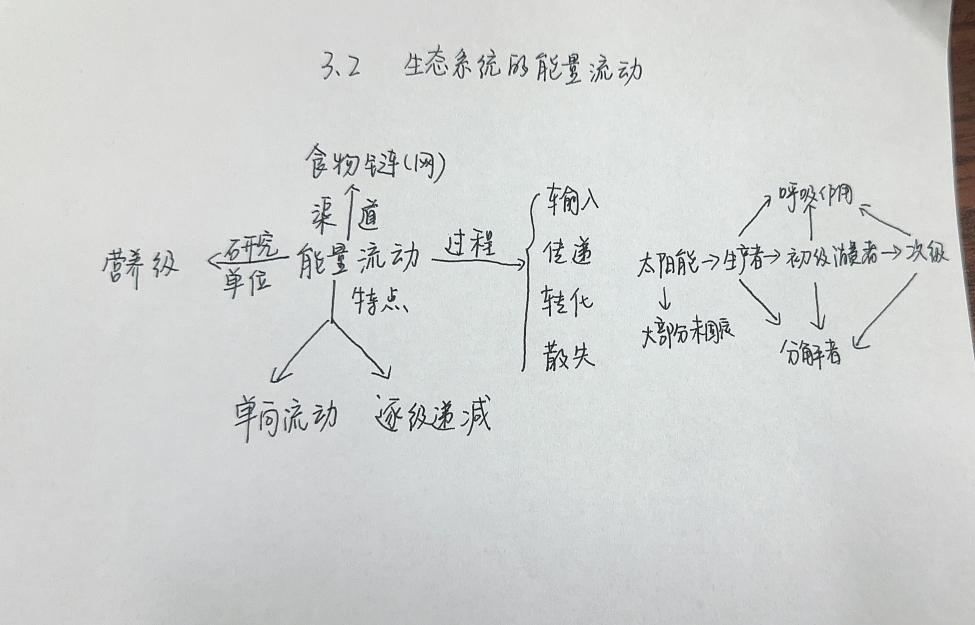 3.2 生态系统的能量流动
食物链(网)
渠道
营养级
研究
单位
能量流动
过程
特点
单向流动
逐级递减
输入
传递
转化
散失
呼吸作用
太阳能→生产者→初级消费者→次级
大部分未固定
分解者